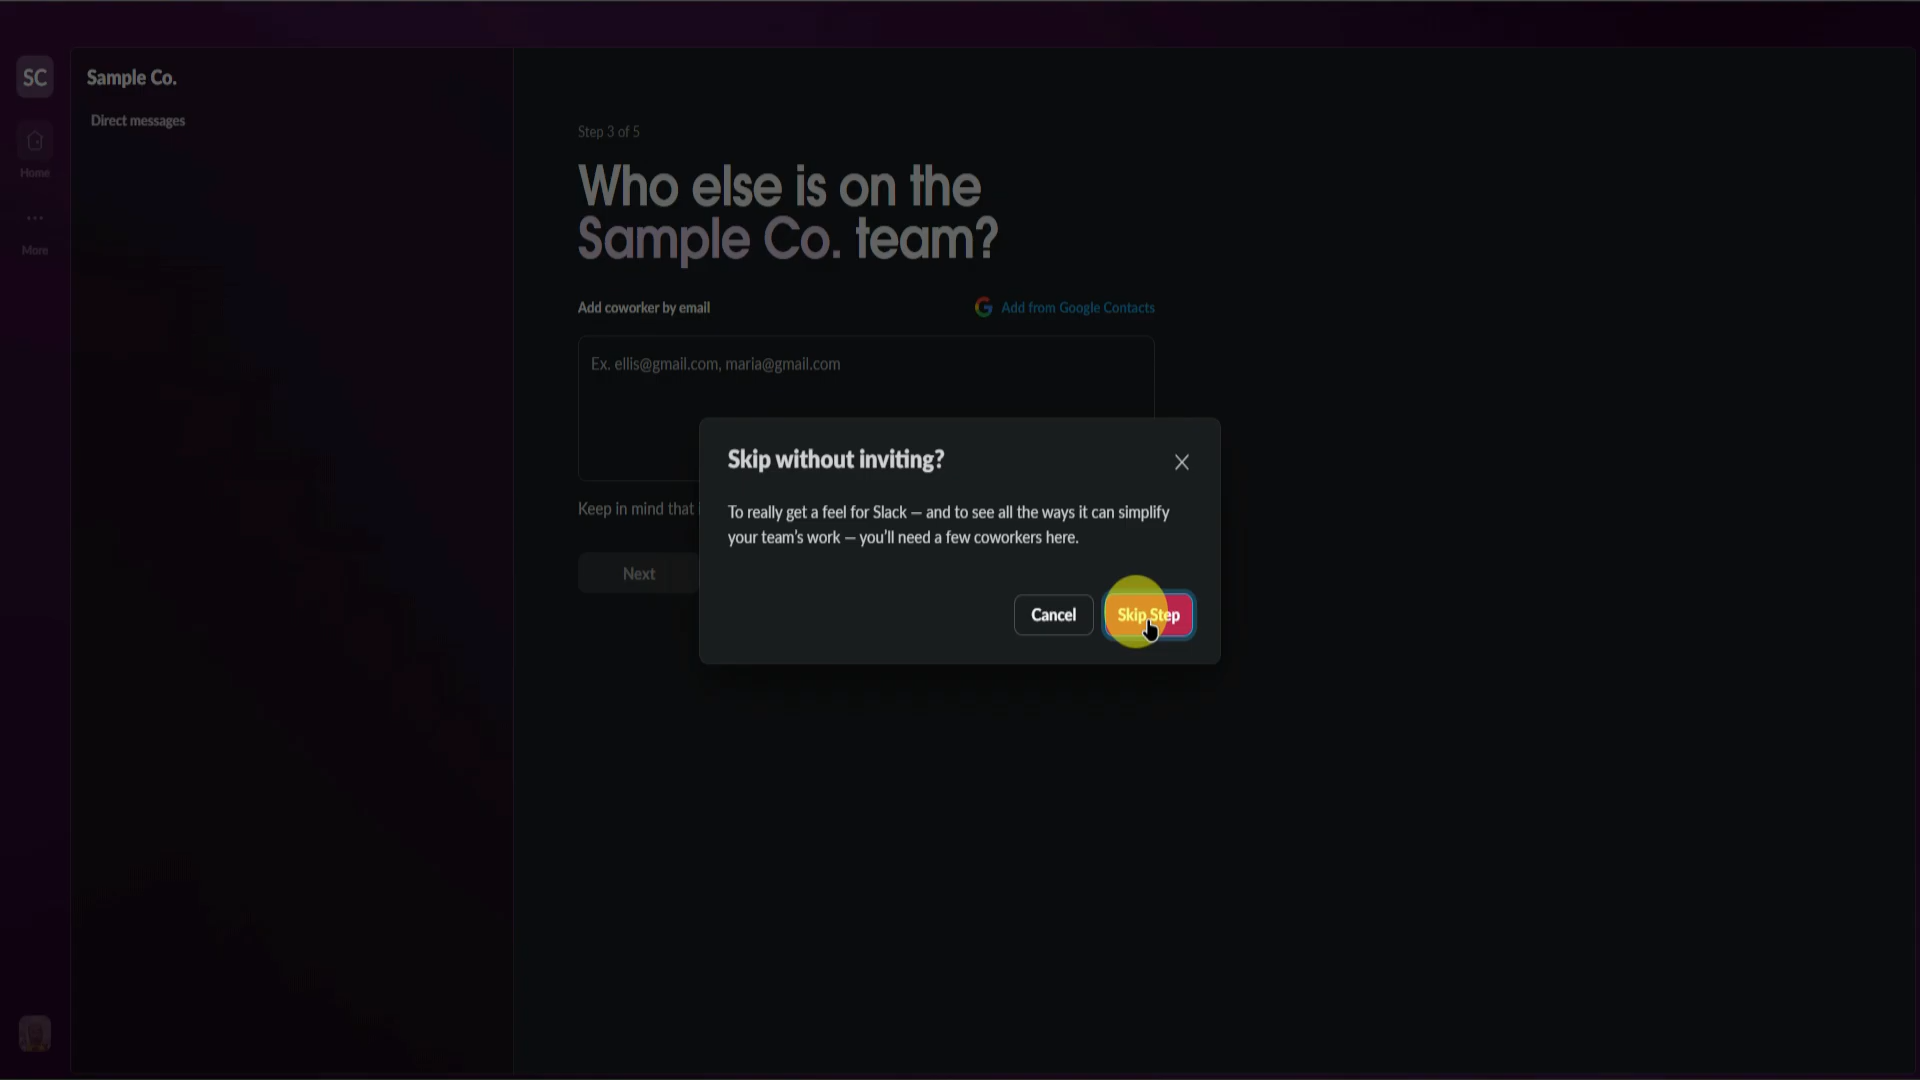 SC
Sample Co.
Direct messages
Home
More
Step 3 of 5
Who else is on the
Sample Co. team?
Add coworker by email
Add from Google Contacts
Ex. ellis@gmail.com, maria@gmail.com
Keep in mind that
Next
Skip without inviting?
To really get a feel for Slack — and to see all the ways it can simplify
your team's work — you'll need a few coworkers here.
Cancel
Skip Step